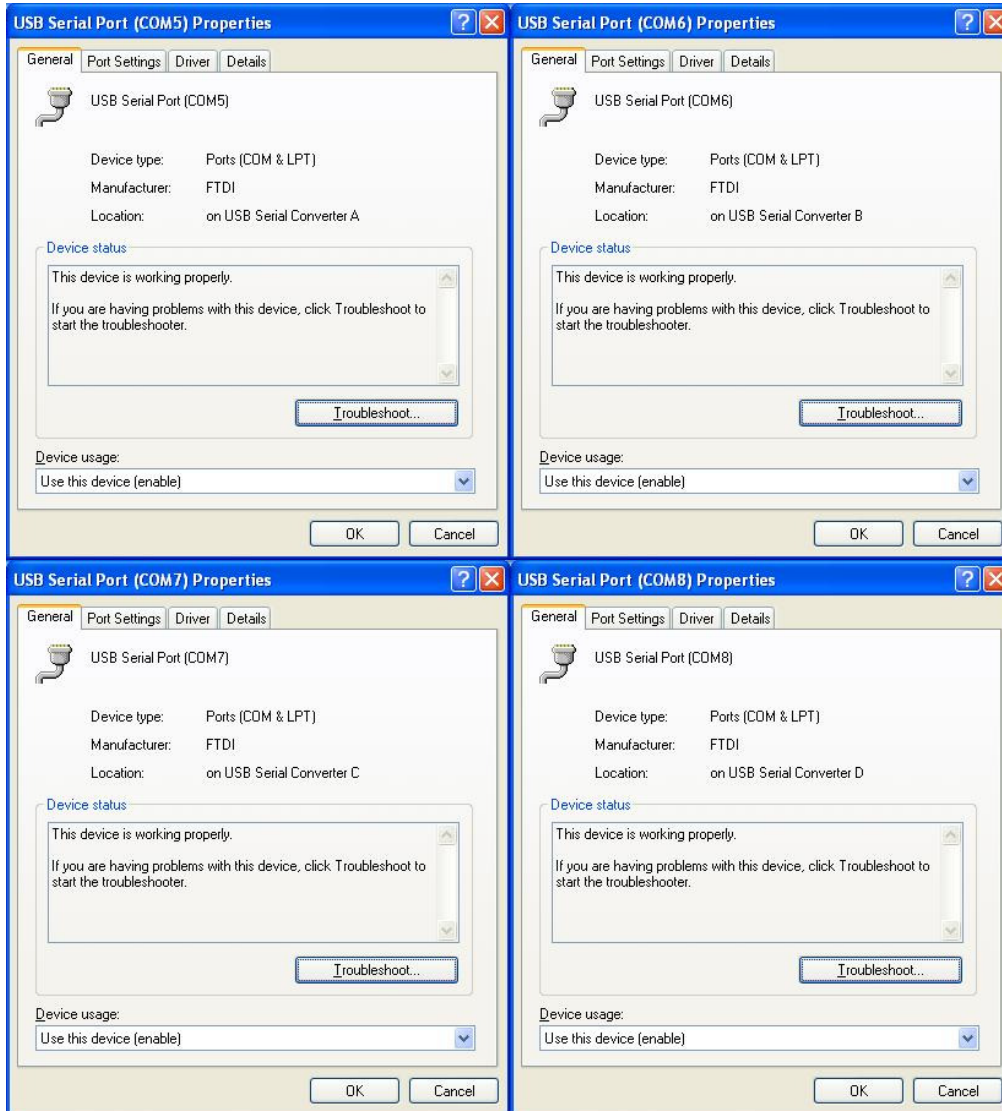 USB Serial Port (COM5) Properties
General Port Settings Driver Details
USB Serial Port (COM5)
Device type: Ports (COM & LPT)
Manufacturer: FTDI
Location: on USB Serial Converter A
Device status
This device is working properly.
If you are having problems with this device, click Troubleshoot to
start the troubleshooter.
Troubleshoot...
Device usage:
Use this device (enable)
OK Cancel
USB Serial Port (COM6) Properties
General Port Settings Driver Details
USB Serial Port (COM6)
Device type: Ports (COM & LPT)
Manufacturer: FTDI
Location: on USB Serial Converter B
Device status
This device is working properly.
If you are having problems with this device, click Troubleshoot to
start the troubleshooter.
Troubleshoot...
Device usage:
Use this device (enable)
OK Cancel
USB Serial Port (COM7) Properties
General Port Settings Driver Details
USB Serial Port (COM7)
Device type: Ports (COM & LPT)
Manufacturer: FTDI
Location: on USB Serial Converter C
Device status
This device is working properly.
If you are having problems with this device, click Troubleshoot to
start the troubleshooter.
Troubleshoot...
Device usage:
Use this device (enable)
OK Cancel
USB Serial Port (COM8) Properties
General Port Settings Driver Details
USB Serial Port (COM8)
Device type: Ports (COM & LPT)
Manufacturer: FTDI
Location: on USB Serial Converter D
Device status
This device is working properly.
If you are having problems with this device, click Troubleshoot to
start the troubleshooter.
Troubleshoot...
Device usage:
Use this device (enable)
OK Cancel